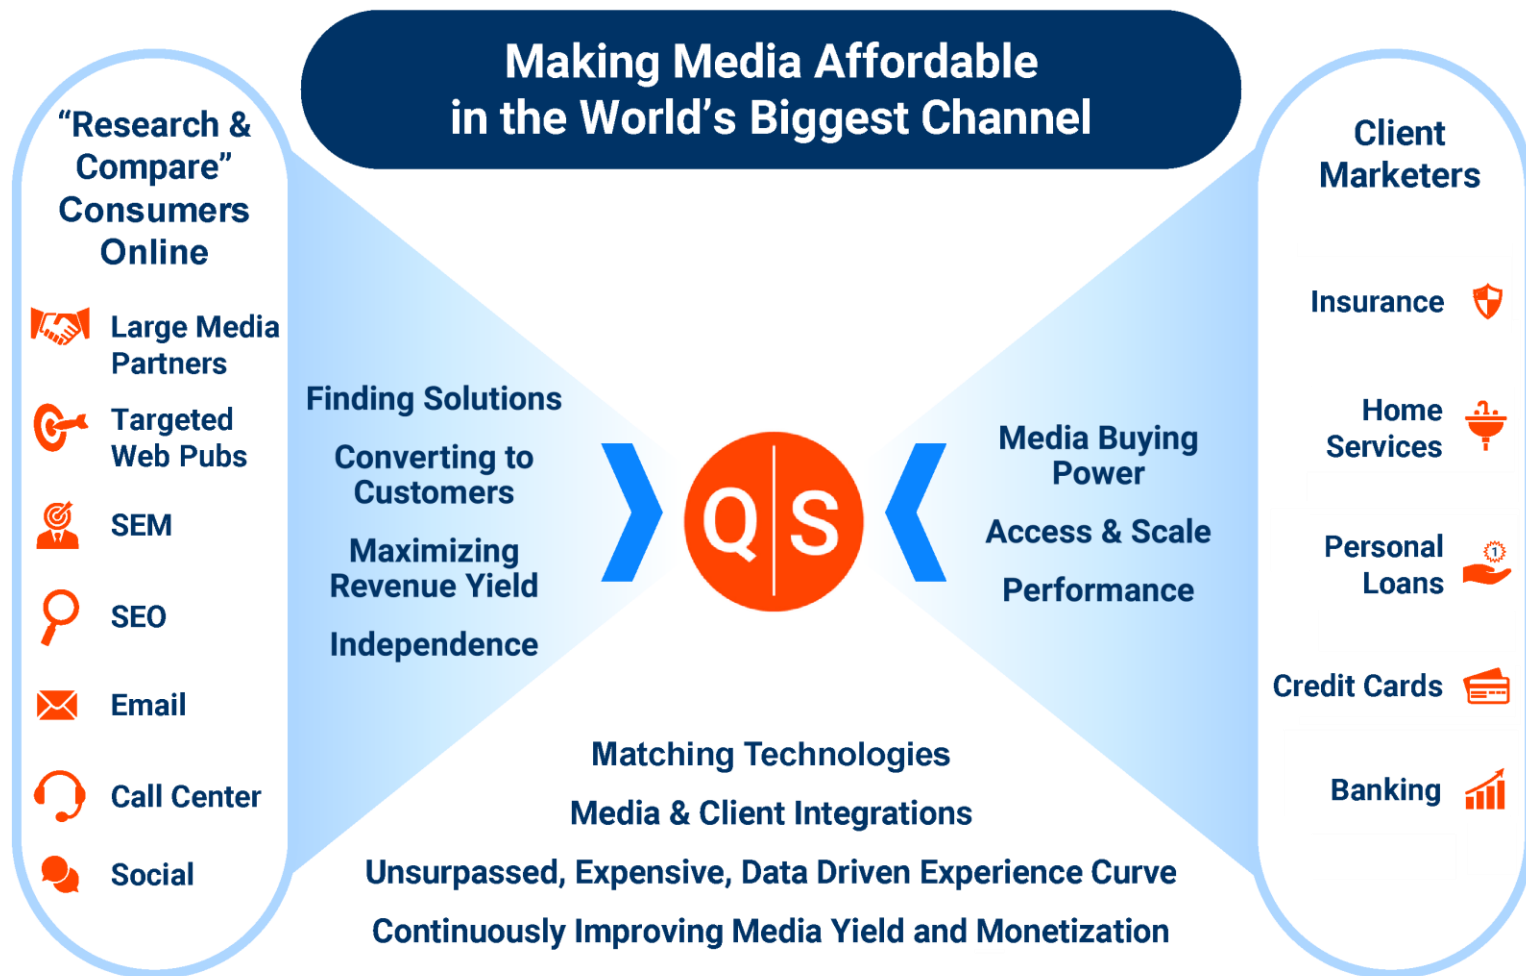 Making Media Affordable
in the World’s Biggest Channel
“Research &
Compare”
Consumers
Online
Large Media
Partners
Targeted
Web Pubs
SEM
SEO
Email
Call Center
Social
Finding Solutions
Converting to
Customers
Maximizing
Revenue Yield
Independence
Q|S
Media Buying
Power
Access & Scale
Performance
Client
Marketers
Insurance
Home
Services
Personal
Loans
1
Credit Cards
Banking
Matching Technologies
Media & Client Integrations
Unsurpassed, Expensive, Data Driven Experience Curve
Continuously Improving Media Yield and Monetization